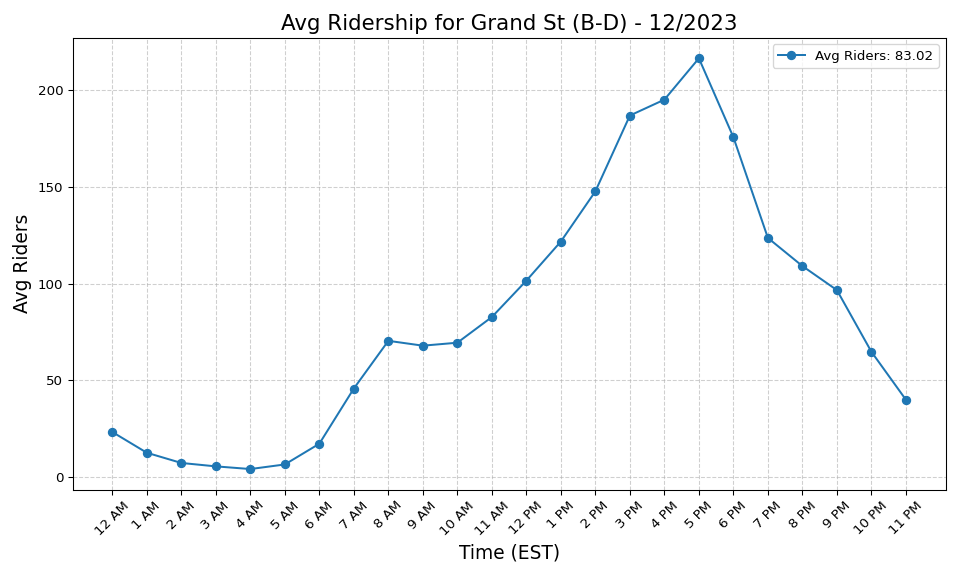 Avg Ridership for Grand St (B-D) - 12/2023
Avg Riders: 83.02
Avg Riders
200
150
100
50
0
12 AM
1 AM
2 AM
3 AM
4 AM
5 AM
6 AM
7 AM
8 AM
9 AM
10 AM
11 AM
12 PM
1 PM
2 PM
3 PM
4 PM
5 PM
6 PM
7 PM
8 PM
9 PM
10 PM
11 PM
Time (EST)